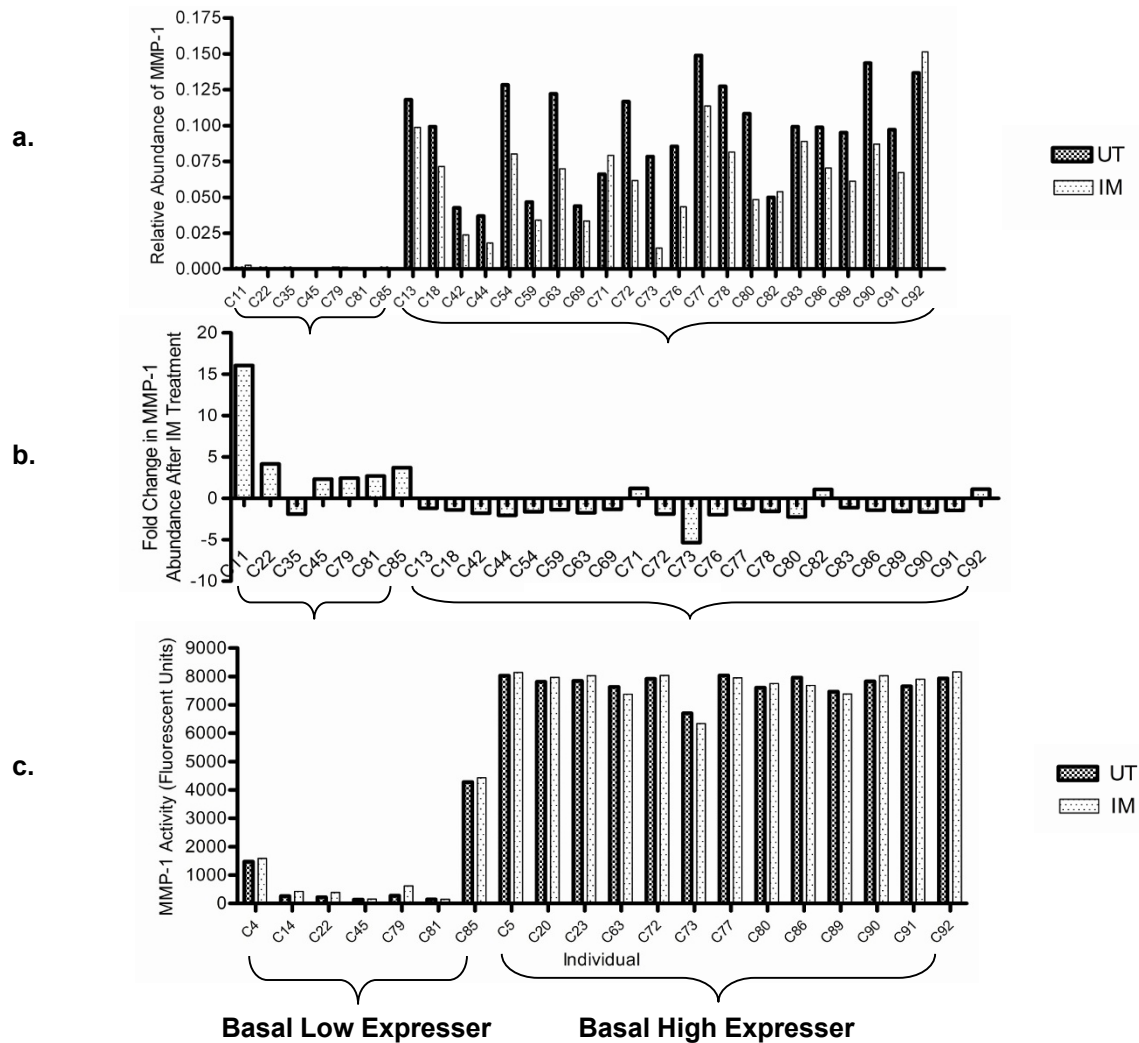 a.
Relative Abundance of MMP-1
0.175
0.150
0.125
0.100
0.075
0.050
0.025
0.000
C11 C22 C35 C45 C79 C81 C85 C13 C18 C42 C44 C54 C59 C63 C69 C71 C72 C73 C76 C77 C78 C80 C82 C83 C86 C89 C90 C91 C92
UT
IM
b.
Fold Change in MMP-1
Abundance After IM Treatment
20
15
10
5
0
-5
-10
C11 C22 C35 C45 C79 C81 C85 C13 C18 C42 C44 C54 C59 C63 C69 C71 C72 C73 C76 C77 C78 C80 C82 C83 C86 C89 C90 C91 C92
c.
MMP-1 Activity (Fluorescent Units)
9000
8000
7000
6000
5000
4000
3000
2000
1000
0
C4 C14 C22 C45 C79 C81 C85 C5 C20 C23 C63 C72 C73 C77 C80 C86 C89 C90 C91 C92
Individual
UT
IM
Basal Low Expresser Basal High Expresser